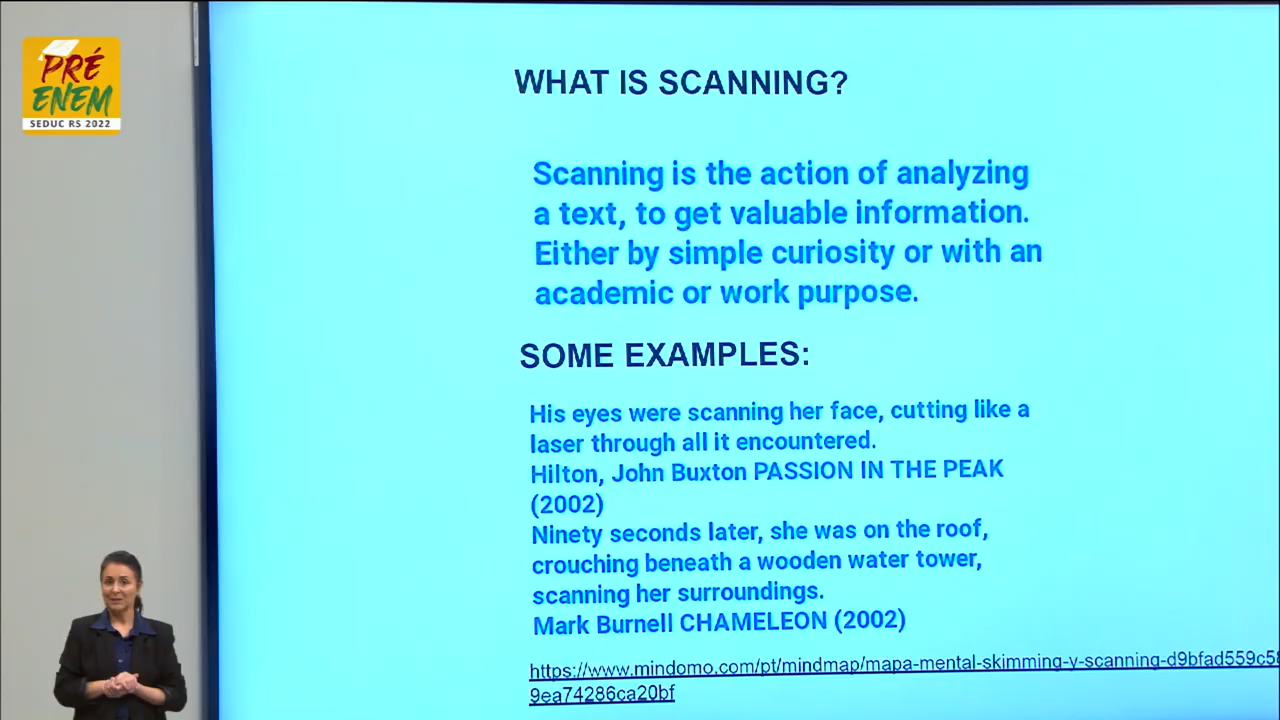 PRÉ
ENEM
SEDUC RS 2022
WHAT IS SCANNING?
Scanning is the action of analyzing
a text, to get valuable information.
Either by simple curiosity or with an
academic or work purpose.
SOME EXAMPLES:
His eyes were scanning her face, cutting like a
laser through all it encountered.
Hilton, John Buxton PASSION IN THE PEAK
(2002)
Ninety seconds later, she was on the roof,
crouching beneath a wooden water tower,
scanning her surroundings.
Mark Burnell CHAMELEON (2002)
https://www.mindomo.com/pt/mindmap/mapa-mental-skimming-y-scanning-d9bfad559c58
9ea74286ca20bf